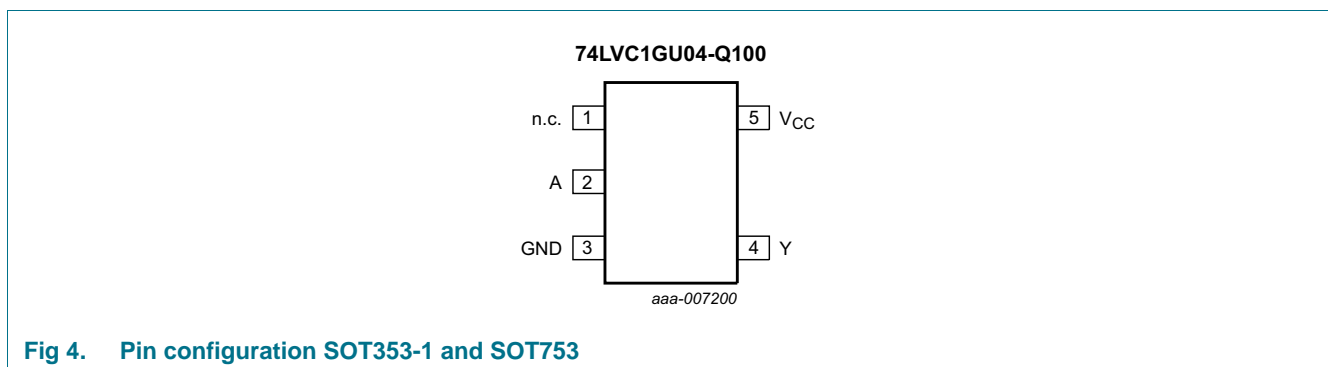 74LVC1GU04-Q100
n.c. 1
5 VCC
A 2
GND 3
4 Y
aaa-007200
Fig 4. Pin configuration SOT353-1 and SOT753